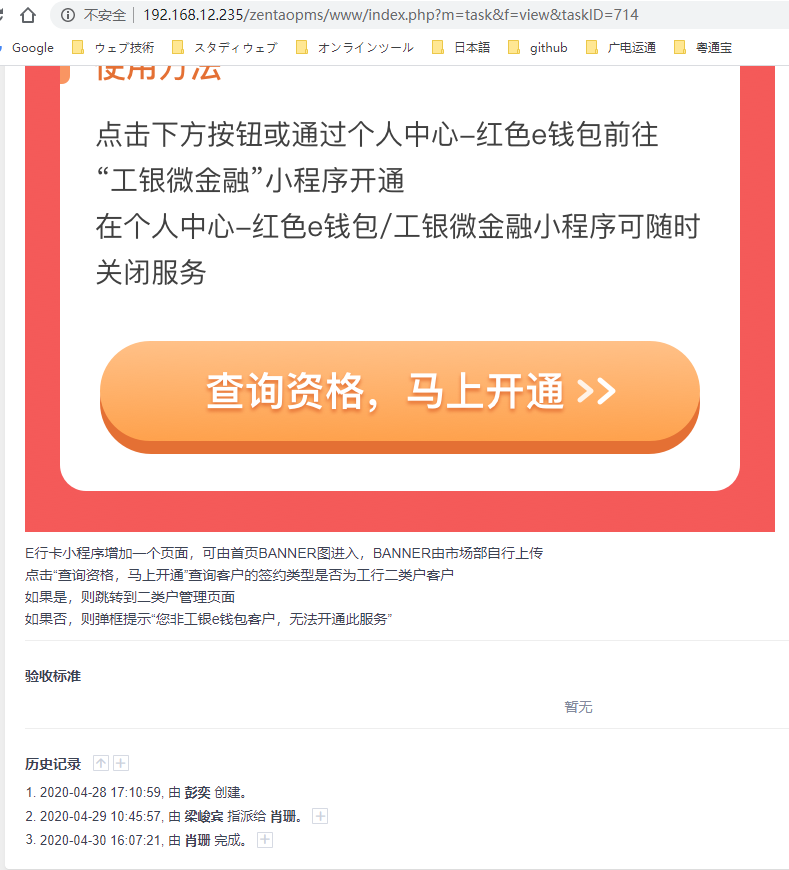 不安全 | 192.168.12.235/zentaopms/www/index.php?m=task&f=view&taskID=714
Google ウェブ技術 スタディウェブ オンラインツール 日本語 github 广电运通 粤通宝
使用方法
点击下方按钮或通过个人中心–红色e钱包前往
“工银微金融”小程序开通
在个人中心–红色e钱包/工银微金融小程序可随时
关闭服务
查询资格，马上开通 >>
E行卡小程序增加一个页面，可由首页BANNER图进入，BANNER由市场部自行上传
点击“查询资格，马上开通”查询客户的签约类型是否为工行二类户客户
如果是，则跳转到二类户管理页面
如果否，则弹框提示“您非工银e钱包客户，无法开通此服务”
验收标准
暂无
历史记录
1. 2020-04-28 17:10:59, 由 彭奕 创建。
2. 2020-04-29 10:45:57, 由 梁峻宾 指派给 肖珊。
3. 2020-04-30 16:07:21, 由 肖珊 完成。